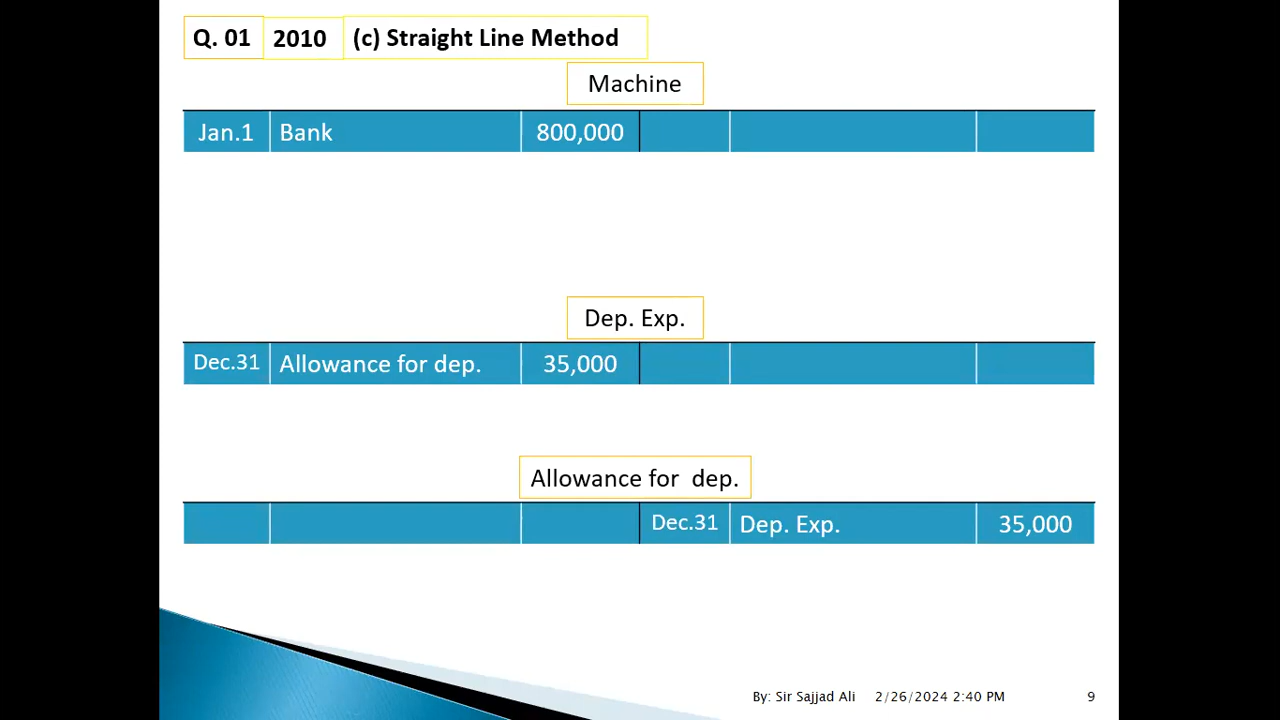 Q. 01 2010 (c) Straight Line Method
Machine
Jan.1 Bank 800,000
Dep. Exp.
Dec.31 Allowance for dep. 35,000
Allowance for dep.
Dec.31 Dep. Exp. 35,000
By: Sir Sajjad Ali 2/26/2024 2:40 PM 9